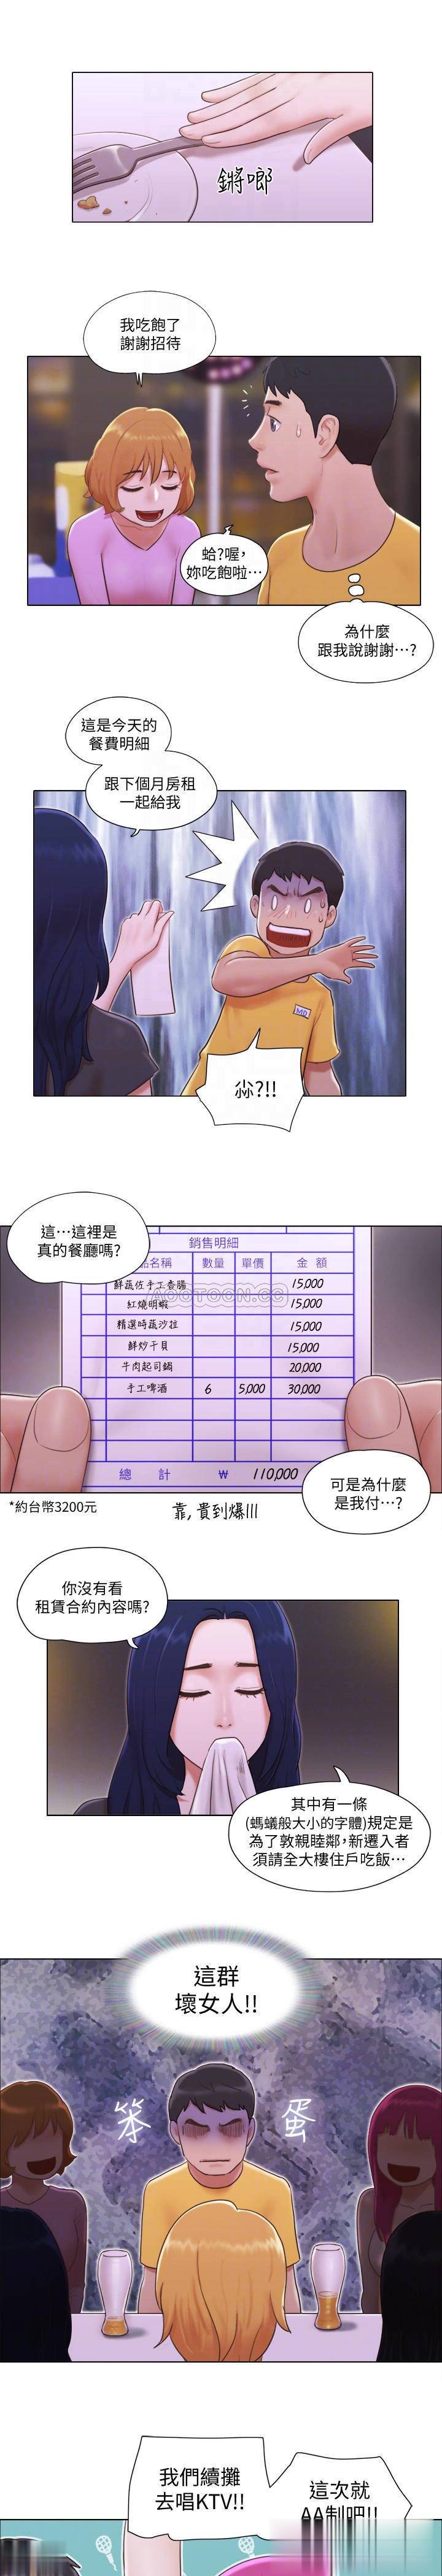 鏘啷
我吃飽了
謝謝招待
蛤?喔,
妳吃飽啦…
為什麼
跟我說謝謝…?
這是今天的
餐費明細
跟下個月房租
一起給我
MD
尛?!!
這…這裡是
真的餐廳嗎?
銷售明細
品名稱 數量 單價 金 額
鮮蔬佐手工香腸 15,000
紅燒明蝦 15,000
精選時蔬沙拉 15,000
鮮炒干貝 15,000
牛肉起司鍋 20,000
手工啤酒 6 5,000 30,000
總 計 ₩ 110,000
*約台幣3200元
靠,貴到爆!!!
可是為什麼
是我付…?
你沒有看
租賃合約內容嗎?
其中有一條
(螞蟻般大小的字體)規定是
為了敦親睦鄰,新遷入者
須請全大樓住戶吃飯…
這群
壞女人!!
笨 蛋
我們續攤
去唱KTV!!
這次就
AA制吧!!